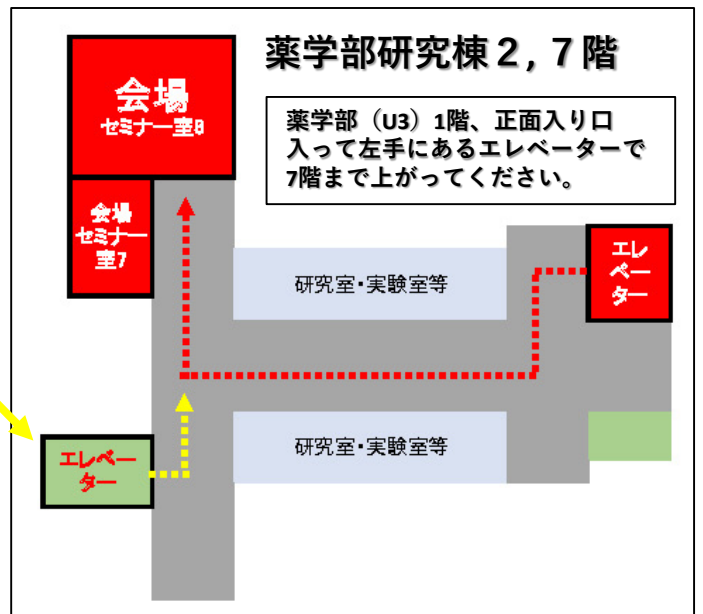 薬学部研究棟２,７階
会場
セミナー室8
薬学部（U3）1階、正面入り口
入って左手にあるエレベーターで
7階まで上がってください。
会場
セミナー
室7
研究室・実験室等
エレ
ベー
ター
研究室・実験室等
エレベー
ター